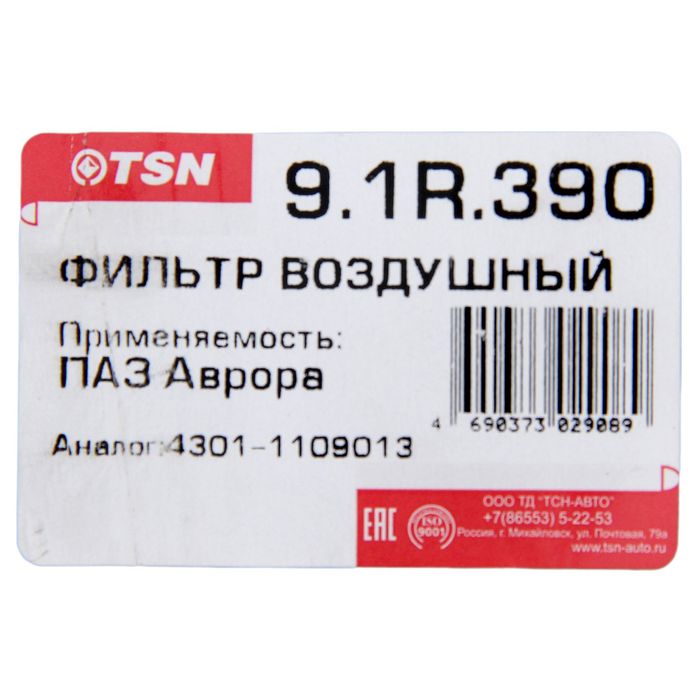 TSN
9.1R.390
ФИЛЬТР ВОЗДУШНЫЙ
Применяемость:
ПАЗ Аврора
Аналог:4301-1109013
4 690373 029089
EAC
ISO
9001
ООО ТД "ТСН-АВТО"
+7(86553) 5-22-53
Россия, г. Михайловск, ул. Почтовая, 79а
www.tsn-auto.ru